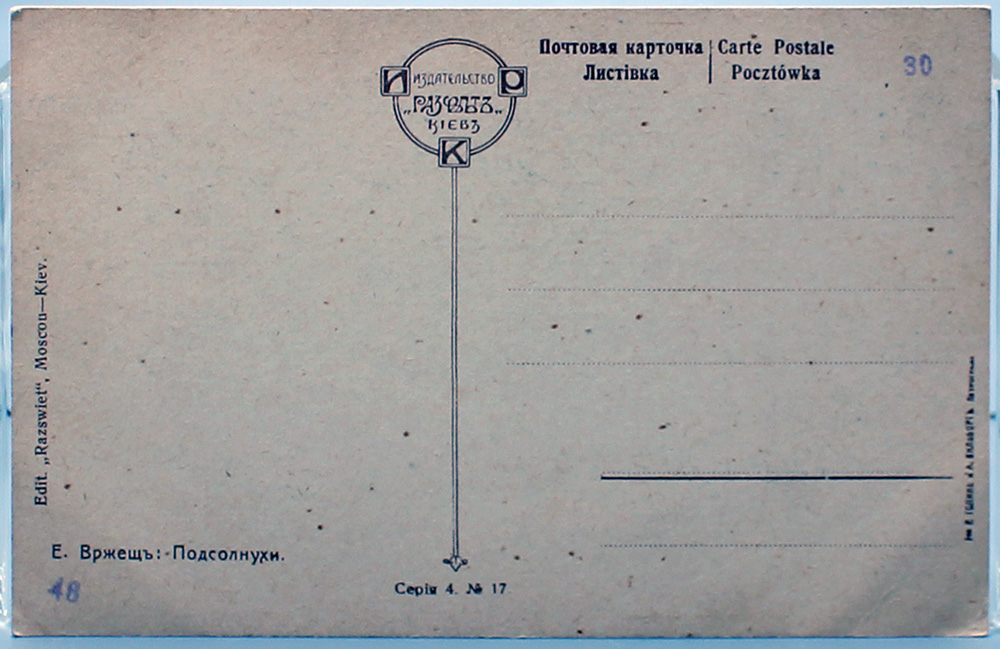 Почтовая карточка
Листівка
Carte Postale
Pocztówka
30
И
ИЗДАТЕЛЬСТВО
Р
„РАЗСВѢТЪ„
КІЕВЪ
К
Edit. „Razswiet“, Moscou—Kiev.
Е. Вржещъ: Подсолнухи.
48
Серія 4. № 17